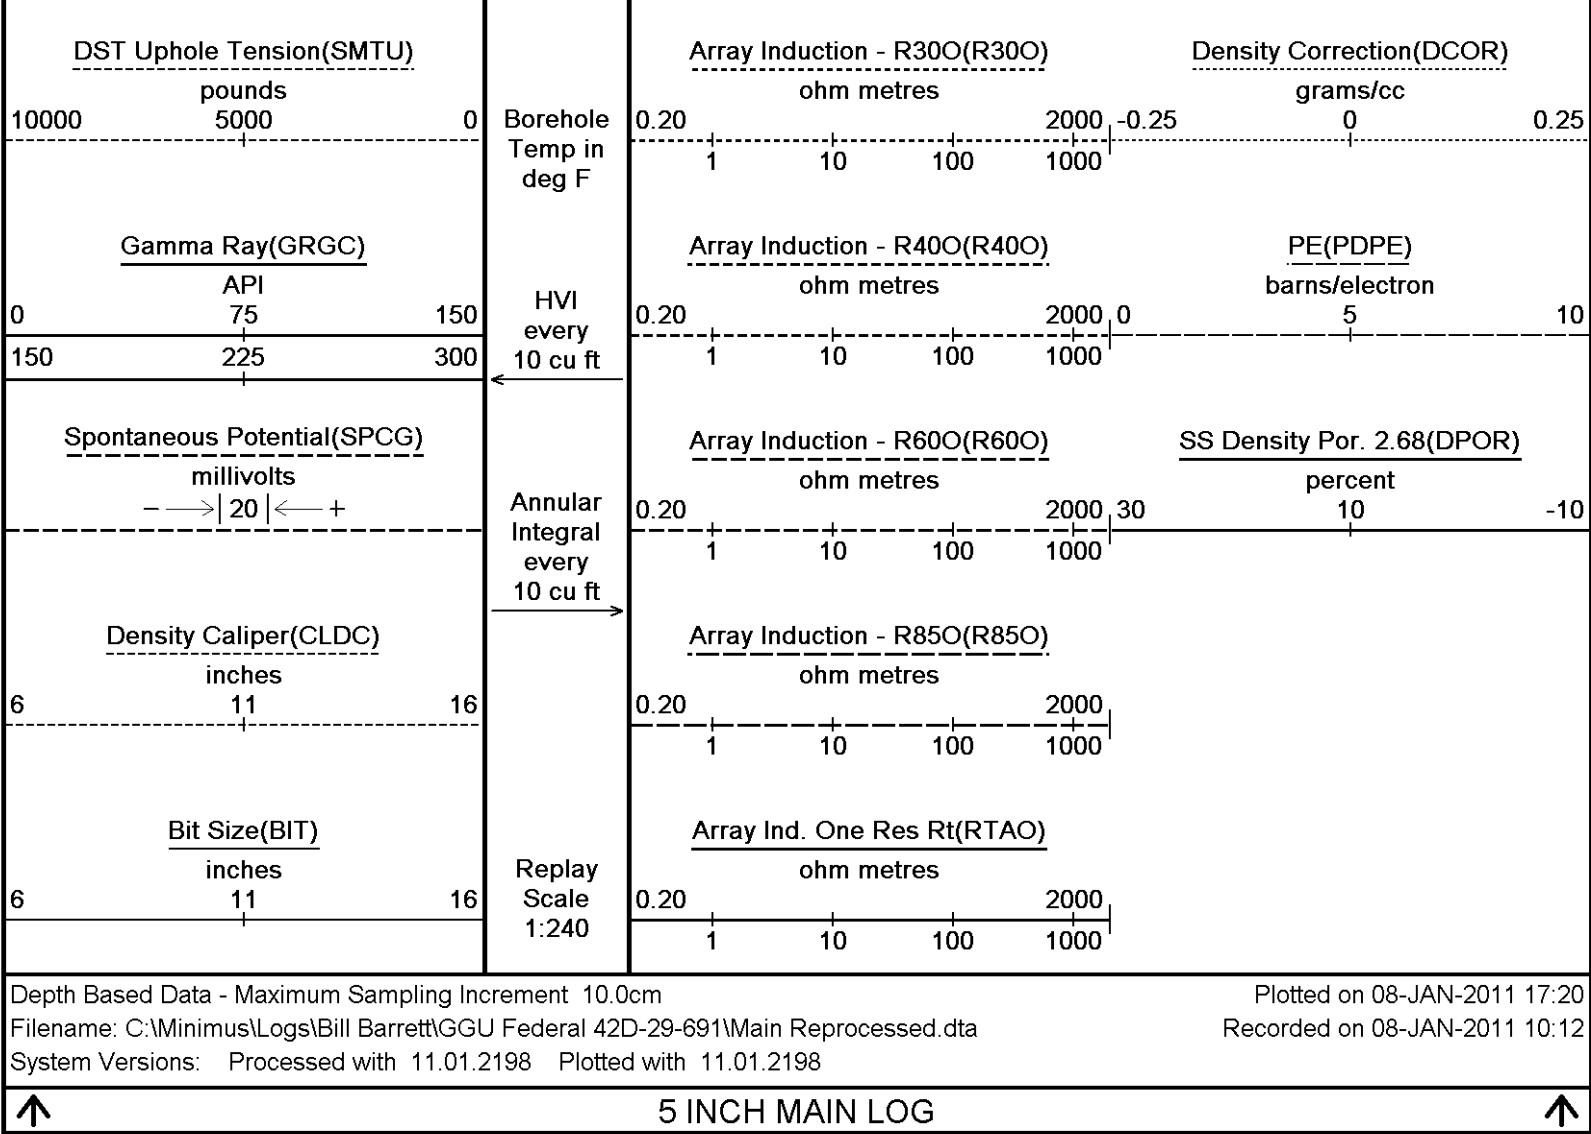 DST Uphole Tension(SMTU)
pounds
10000 5000 0
Gamma Ray(GRGC)
API
0 75 150
150 225 300
Spontaneous Potential(SPCG)
millivolts
− →| 20 |← +
Density Caliper(CLDC)
inches
6 11 16
Bit Size(BIT)
inches
6 11 16
Borehole
Temp in
deg F
HVI
every
10 cu ft
Annular
Integral
every
10 cu ft
Replay
Scale
1:240
Array Induction - R30O(R30O)
ohm metres
0.20 2000
1 10 100 1000
Array Induction - R40O(R40O)
ohm metres
0.20 2000
1 10 100 1000
Array Induction - R60O(R60O)
ohm metres
0.20 2000
1 10 100 1000
Array Induction - R85O(R85O)
ohm metres
0.20 2000
1 10 100 1000
Array Ind. One Res Rt(RTAO)
ohm metres
0.20 2000
1 10 100 1000
Density Correction(DCOR)
grams/cc
-0.25 0 0.25
PE(PDPE)
barns/electron
0 5 10
SS Density Por. 2.68(DPOR)
percent
30 10 -10
Depth Based Data - Maximum Sampling Increment 10.0cm
Plotted on 08-JAN-2011 17:20
Filename: C:\Minimus\Logs\Bill Barrett\GGU Federal 42D-29-691\Main Reprocessed.dta
Recorded on 08-JAN-2011 10:12
System Versions: Processed with 11.01.2198 Plotted with 11.01.2198
5 INCH MAIN LOG